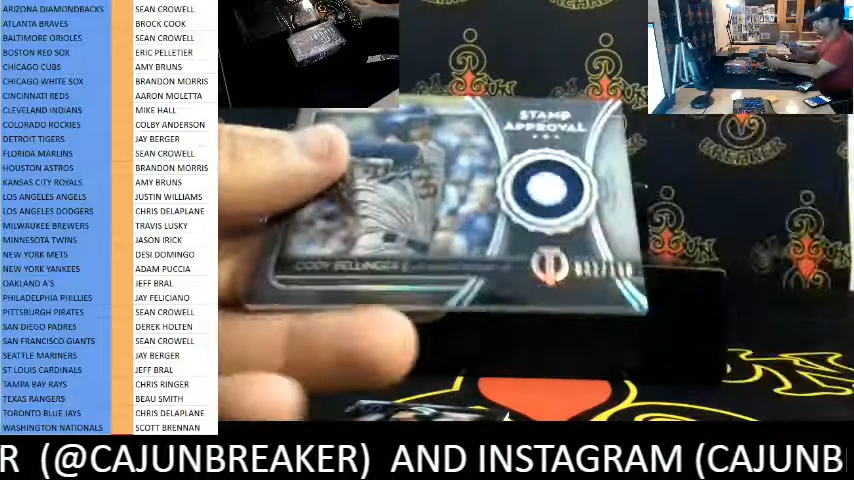 ARIZONA DIAMONDBACKS SEAN CROWELL
ATLANTA BRAVES BROCK COOK
BALTIMORE ORIOLES SEAN CROWELL
BOSTON RED SOX ERIC PELLETIER
CHICAGO CUBS AMY BRUNS
CHICAGO WHITE SOX BRANDON MORRIS
CINCINNATI REDS AARON MOLETTA
CLEVELAND INDIANS MIKE HALL
COLORADO ROCKIES COLBY ANDERSON
DETROIT TIGERS JAY BERGER
FLORIDA MARLINS SEAN CROWELL
HOUSTON ASTROS BRANDON MORRIS
KANSAS CITY ROYALS AMY BRUNS
LOS ANGELES ANGELS JUSTIN WILLIAMS
LOS ANGELES DODGERS CHRIS DELAPLANE
MILWAUKEE BREWERS TRAVIS LUSKY
MINNESOTA TWINS JASON IRICK
NEW YORK METS DESI DOMINGO
NEW YORK YANKEES ADAM PUCCIA
OAKLAND A'S JEFF BRAL
PHILADELPHIA PHILLIES JAY FELICIANO
PITTSBURGH PIRATES SEAN CROWELL
SAN DIEGO PADRES DEREK HOLTEN
SAN FRANCISCO GIANTS SEAN CROWELL
SEATTLE MARINERS JAY BERGER
ST LOUIS CARDINALS JEFF BRAL
TAMPA BAY RAYS CHRIS RINGER
TEXAS RANGERS BEAU SMITH
TORONTO BLUE JAYS CHRIS DELAPLANE
WASHINGTON NATIONALS SCOTT BRENNAN
STAMP
APPROVAL
CODY BELLINGER
BREAKER
R (@CAJUNBREAKER) AND INSTAGRAM (CAJUNB